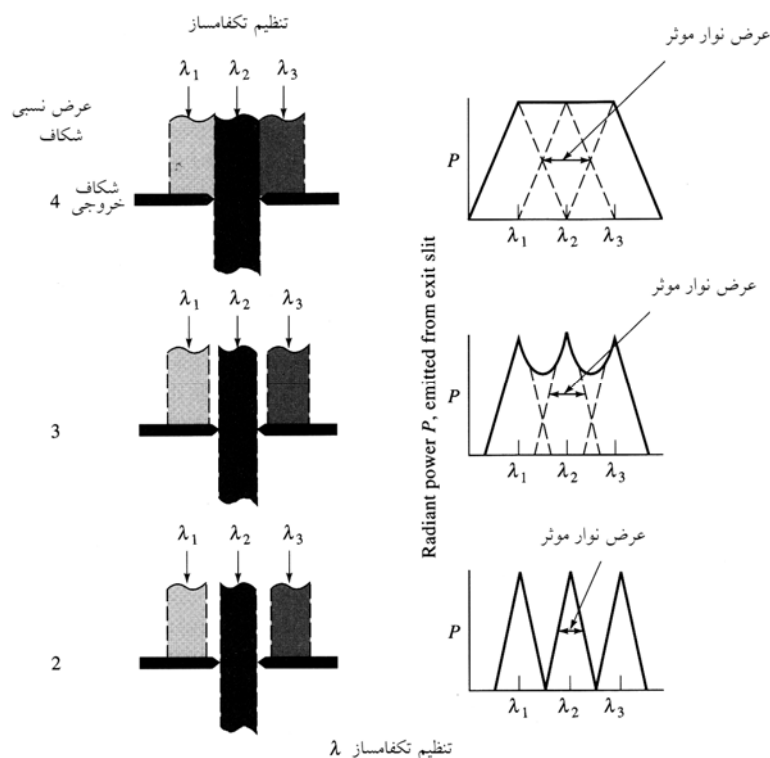 تنظیم تکفامساز
λ₁ λ₂ λ₃
عرض نسبی
شکاف
شکاف
خروجی
4
عرض نوار موثر
P
λ₁ λ₂ λ₃
λ₁ λ₂ λ₃
3
عرض نوار موثر
P
λ₁ λ₂ λ₃
Radiant power P, emitted from exit slit
λ₁ λ₂ λ₃
2
عرض نوار موثر
P
λ₁ λ₂ λ₃
تنظیم تکفامساز λ